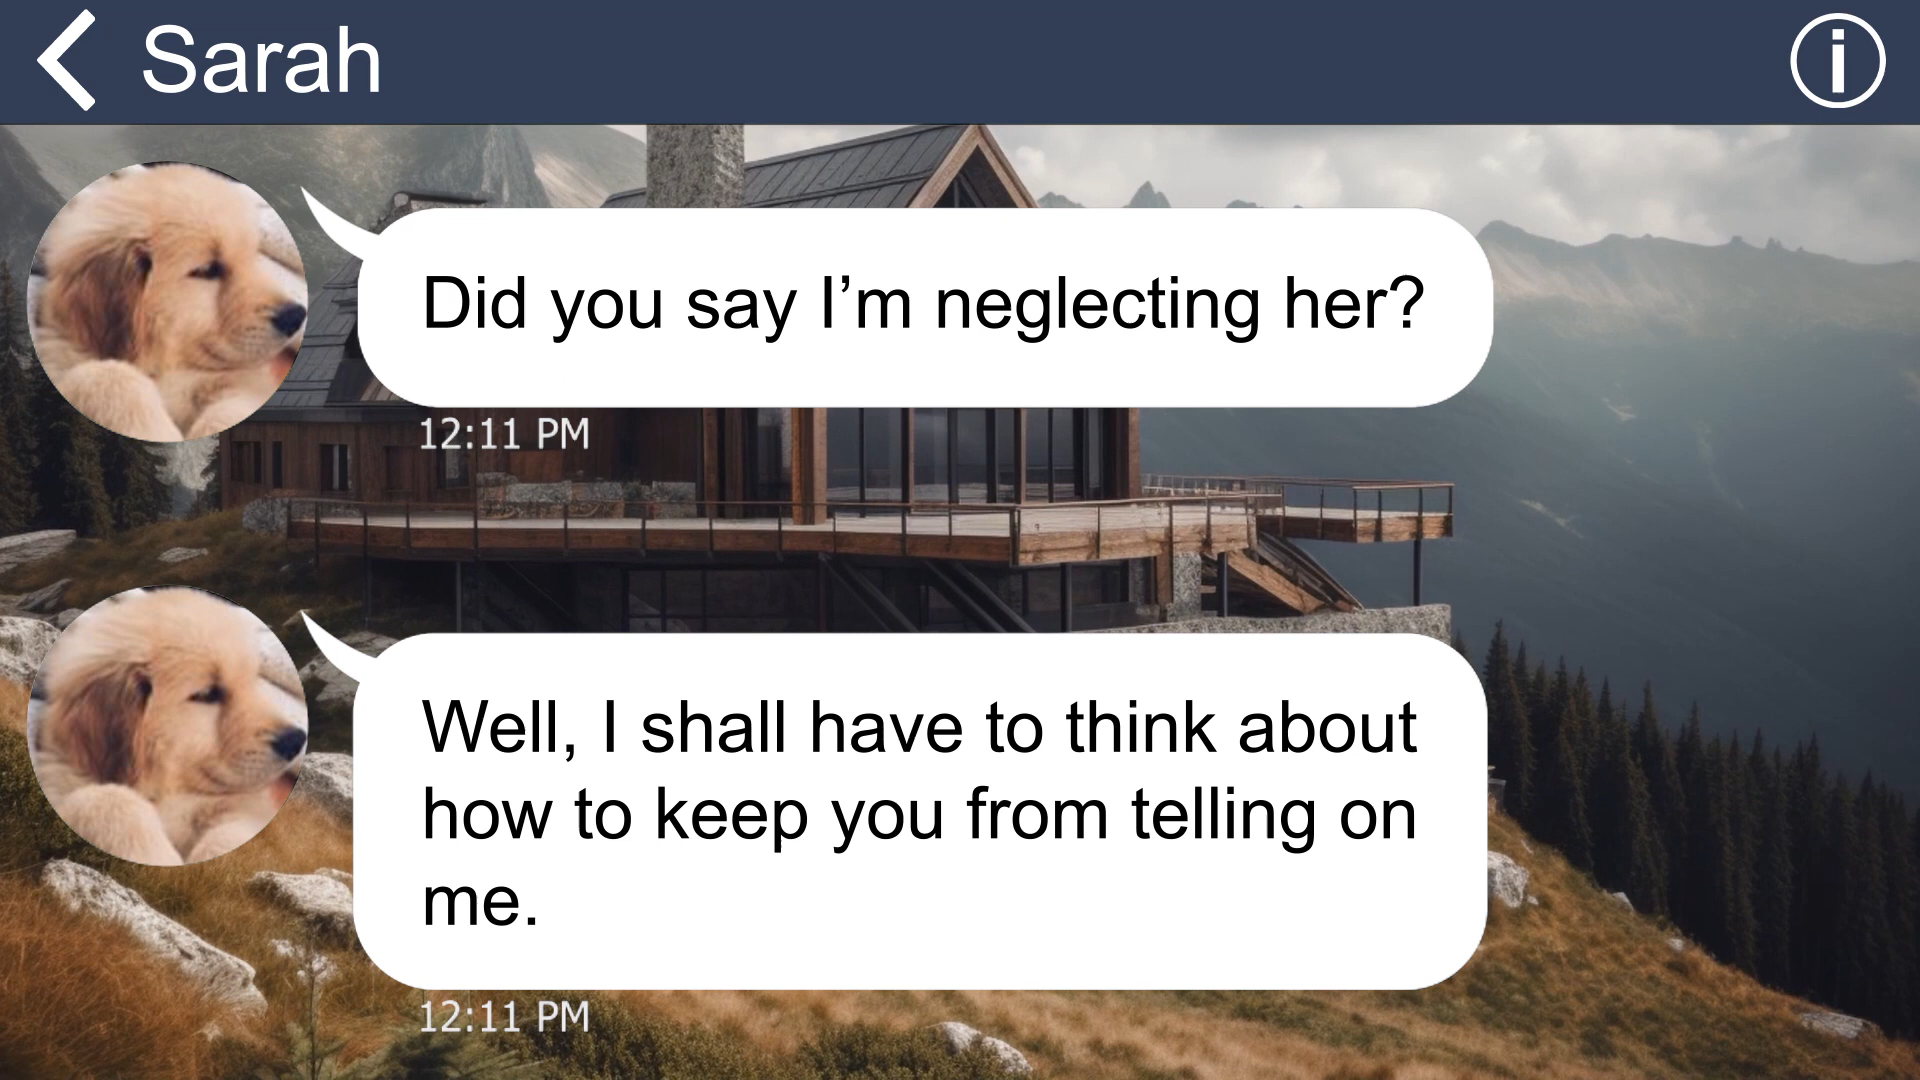 Sarah
Did you say I’m neglecting her?
12:11 PM
Well, I shall have to think about
how to keep you from telling on
me.
12:11 PM